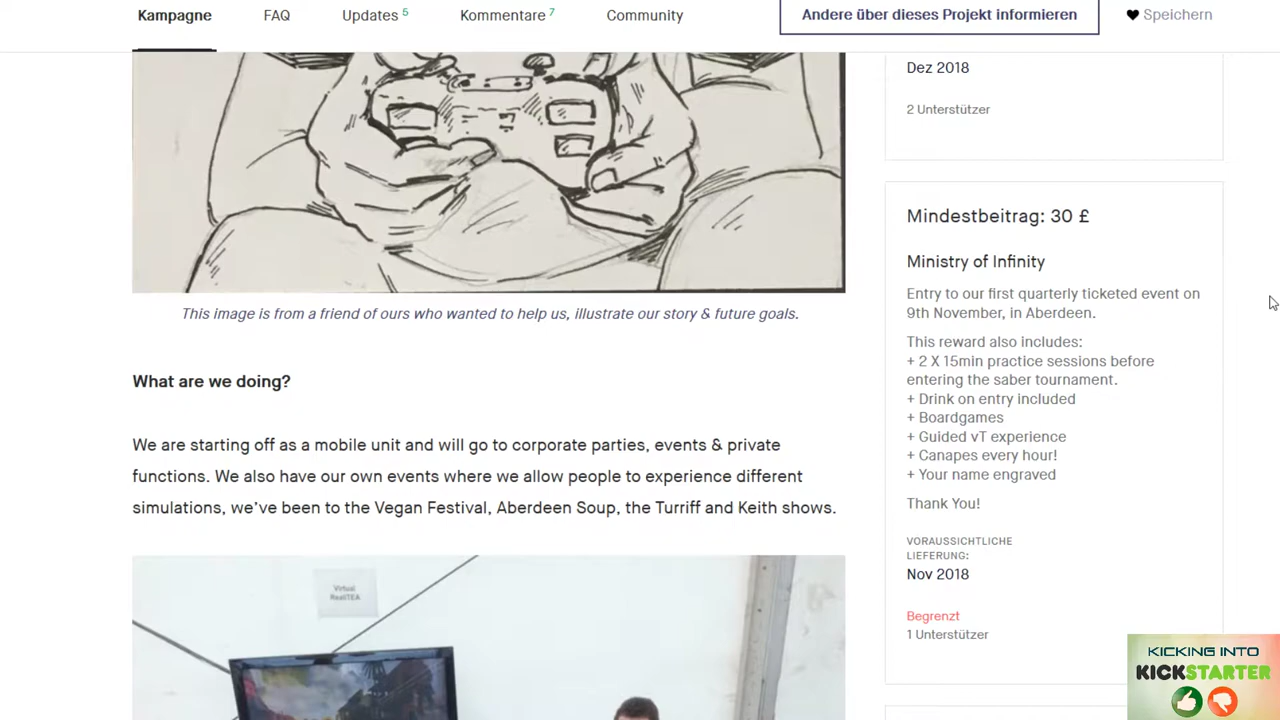 Kampagne FAQ Updates 5 Kommentare 7 Community Andere über dieses Projekt informieren Speichern
This image is from a friend of ours who wanted to help us, illustrate our story & future goals.
What are we doing?
We are starting off as a mobile unit and will go to corporate parties, events & private
functions. We also have our own events where we allow people to experience different
simulations, we've been to the Vegan Festival, Aberdeen Soup, the Turriff and Keith shows.
Virtual
RealiTEA
Dez 2018
2 Unterstützer
Mindestbeitrag: 30 £
Ministry of Infinity
Entry to our first quarterly ticketed event on
9th November, in Aberdeen.
This reward also includes:
+ 2 X 15min practice sessions before
entering the saber tournament.
+ Drink on entry included
+ Boardgames
+ Guided vT experience
+ Canapes every hour!
+ Your name engraved
Thank You!
VORAUSSICHTLICHE
LIEFERUNG:
Nov 2018
Begrenzt
1 Unterstützer
KICKING INTO
KICKSTARTER